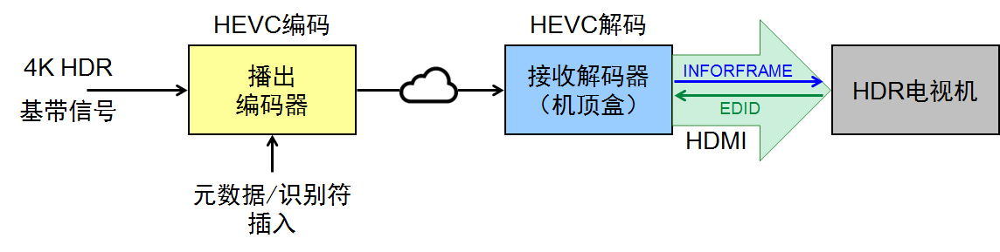 4K HDR
基带信号
HEVC编码
播出
编码器
元数据/识别符
插入
HEVC解码
接收解码器
（机顶盒）
INFORFRAME
EDID
HDMI
HDR电视机